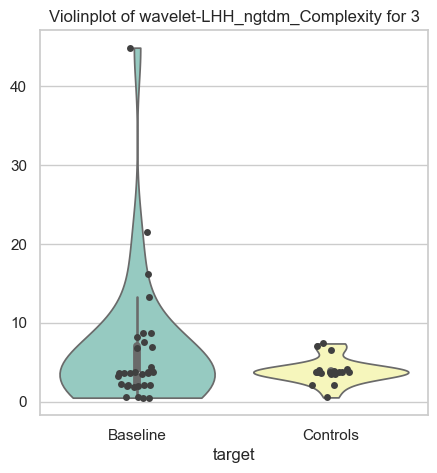 Violinplot of wavelet-LHH_ngtdm_Complexity for 3
40
30
20
10
0
Baseline Controls
target